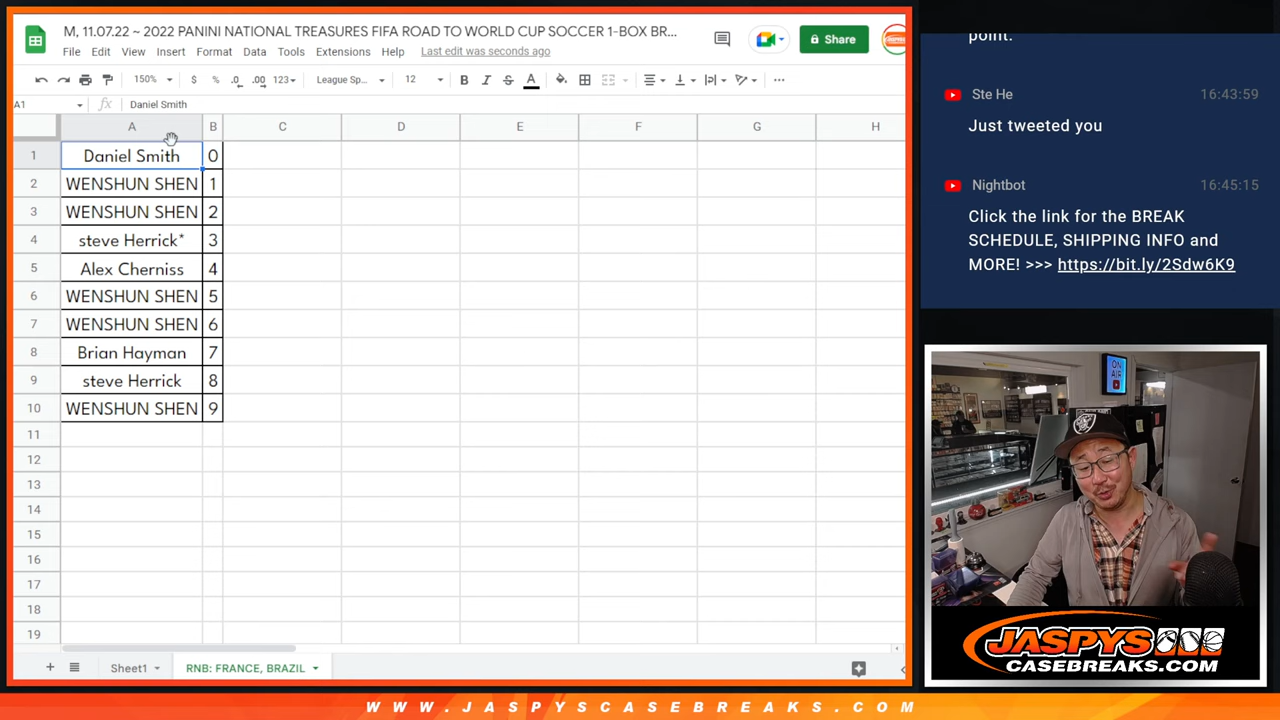 M, 11.07.22 ~ 2022 PANINI NATIONAL TREASURES FIFA ROAD TO WORLD CUP SOCCER 1-BOX BR...
File Edit View Insert Format Data Tools Extensions Help Last edit was seconds ago
Share
150% $ % .0 .00 123 League Sp... 12 B I S A
A1 fx Daniel Smith
A B C D E F G H
1 Daniel Smith 0
2 WENSHUN SHEN 1
3 WENSHUN SHEN 2
4 steve Herrick* 3
5 Alex Cherniss 4
6 WENSHUN SHEN 5
7 WENSHUN SHEN 6
8 Brian Hayman 7
9 steve Herrick 8
10 WENSHUN SHEN 9
11
12
13
14
15
16
17
18
19
Sheet1 RNB: FRANCE, BRAZIL
point.
Ste He 16:43:59
Just tweeted you
Nightbot 16:45:15
Click the link for the BREAK
SCHEDULE, SHIPPING INFO and
MORE! >>> https://bit.ly/2Sdw6K9
ON
AIR
JASPYS
CASEBREAKS.COM
WWW.JASPYSCASEBREAKS.COM